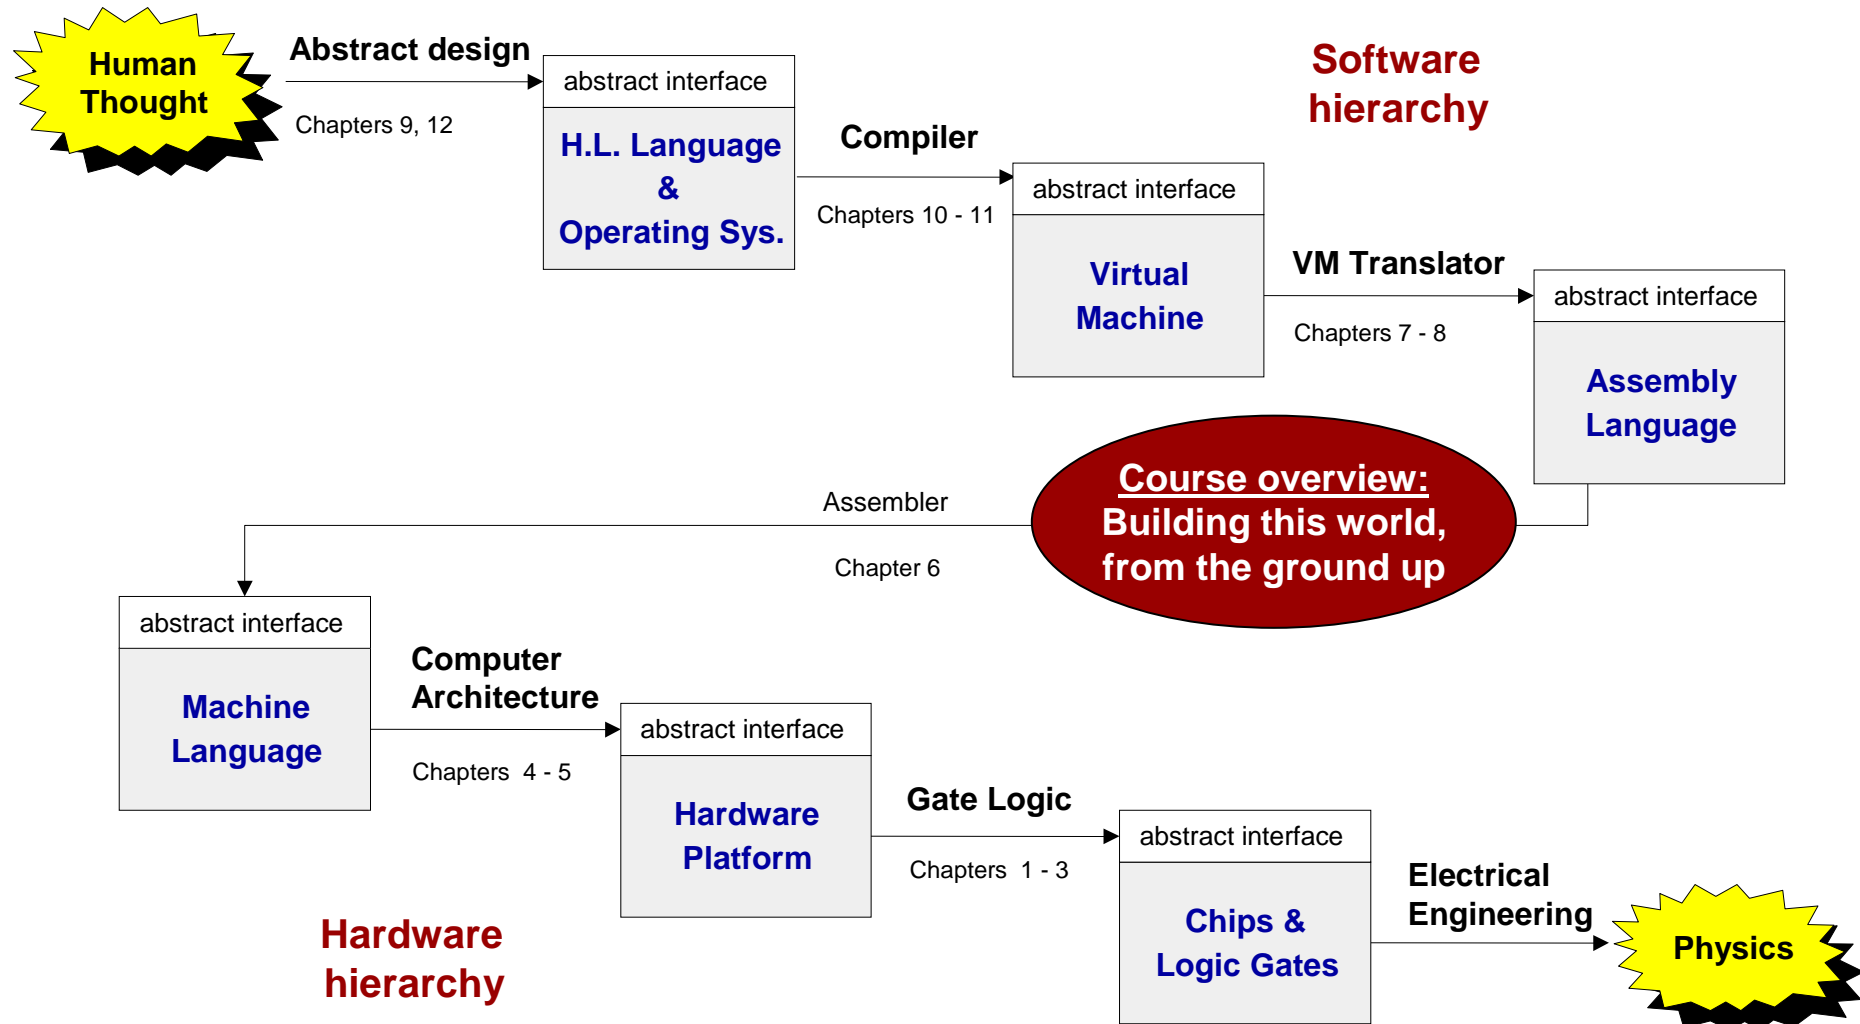 Human
Thought
Abstract design
Chapters 9, 12
abstract interface
H.L. Language
&
Operating Sys.
Software
hierarchy
Compiler
Chapters 10 - 11
abstract interface
Virtual
Machine
VM Translator
Chapters 7 - 8
abstract interface
Assembly
Language
Course overview:
Building this world,
from the ground up
Assembler
Chapter 6
abstract interface
Machine
Language
Computer
Architecture
Chapters 4 - 5
abstract interface
Hardware
Platform
Gate Logic
Chapters 1 - 3
abstract interface
Chips &
Logic Gates
Electrical
Engineering
Physics
Hardware
hierarchy